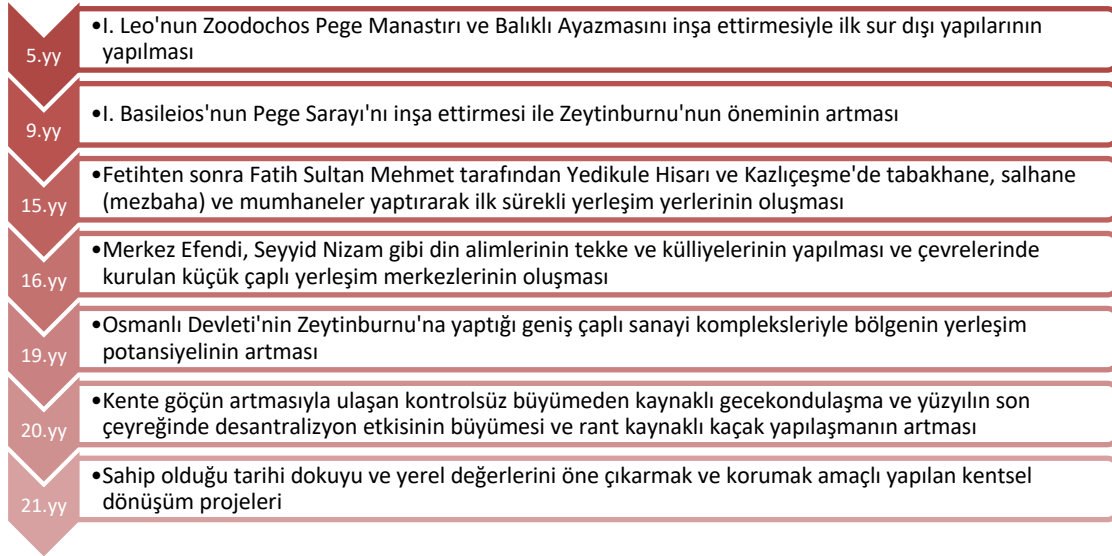 5.yy
•I. Leo'nun Zoodochos Pege Manastırı ve Balıklı Ayazmasını inşa ettirmesiyle ilk sur dışı yapılarının
yapılması
9.yy
•I. Basileios'nun Pege Sarayı'nı inşa ettirmesi ile Zeytinburnu'nun öneminin artması
15.yy
•Fetihten sonra Fatih Sultan Mehmet tarafından Yedikule Hisarı ve Kazlıçeşme'de tabakhane, salhane
(mezbaha) ve mumhaneler yaptırarak ilk sürekli yerleşim yerlerinin oluşması
16.yy
•Merkez Efendi, Seyyid Nizam gibi din alimlerinin tekke ve külliyelerinin yapılması ve çevrelerinde
kurulan küçük çaplı yerleşim merkezlerinin oluşması
19.yy
•Osmanlı Devleti'nin Zeytinburnu'na yaptığı geniş çaplı sanayi kompleksleriyle bölgenin yerleşim
potansiyelinin artması
20.yy
•Kente göçün artmasıyla ulaşan kontrolsüz büyümeden kaynaklı gecekondulaşma ve yüzyılın son
çeyreğinde desantralizyon etkisinin büyümesi ve rant kaynaklı kaçak yapılaşmanın artması
21.yy
•Sahip olduğu tarihi dokuyu ve yerel değerlerini öne çıkarmak ve korumak amaçlı yapılan kentsel
dönüşüm projeleri